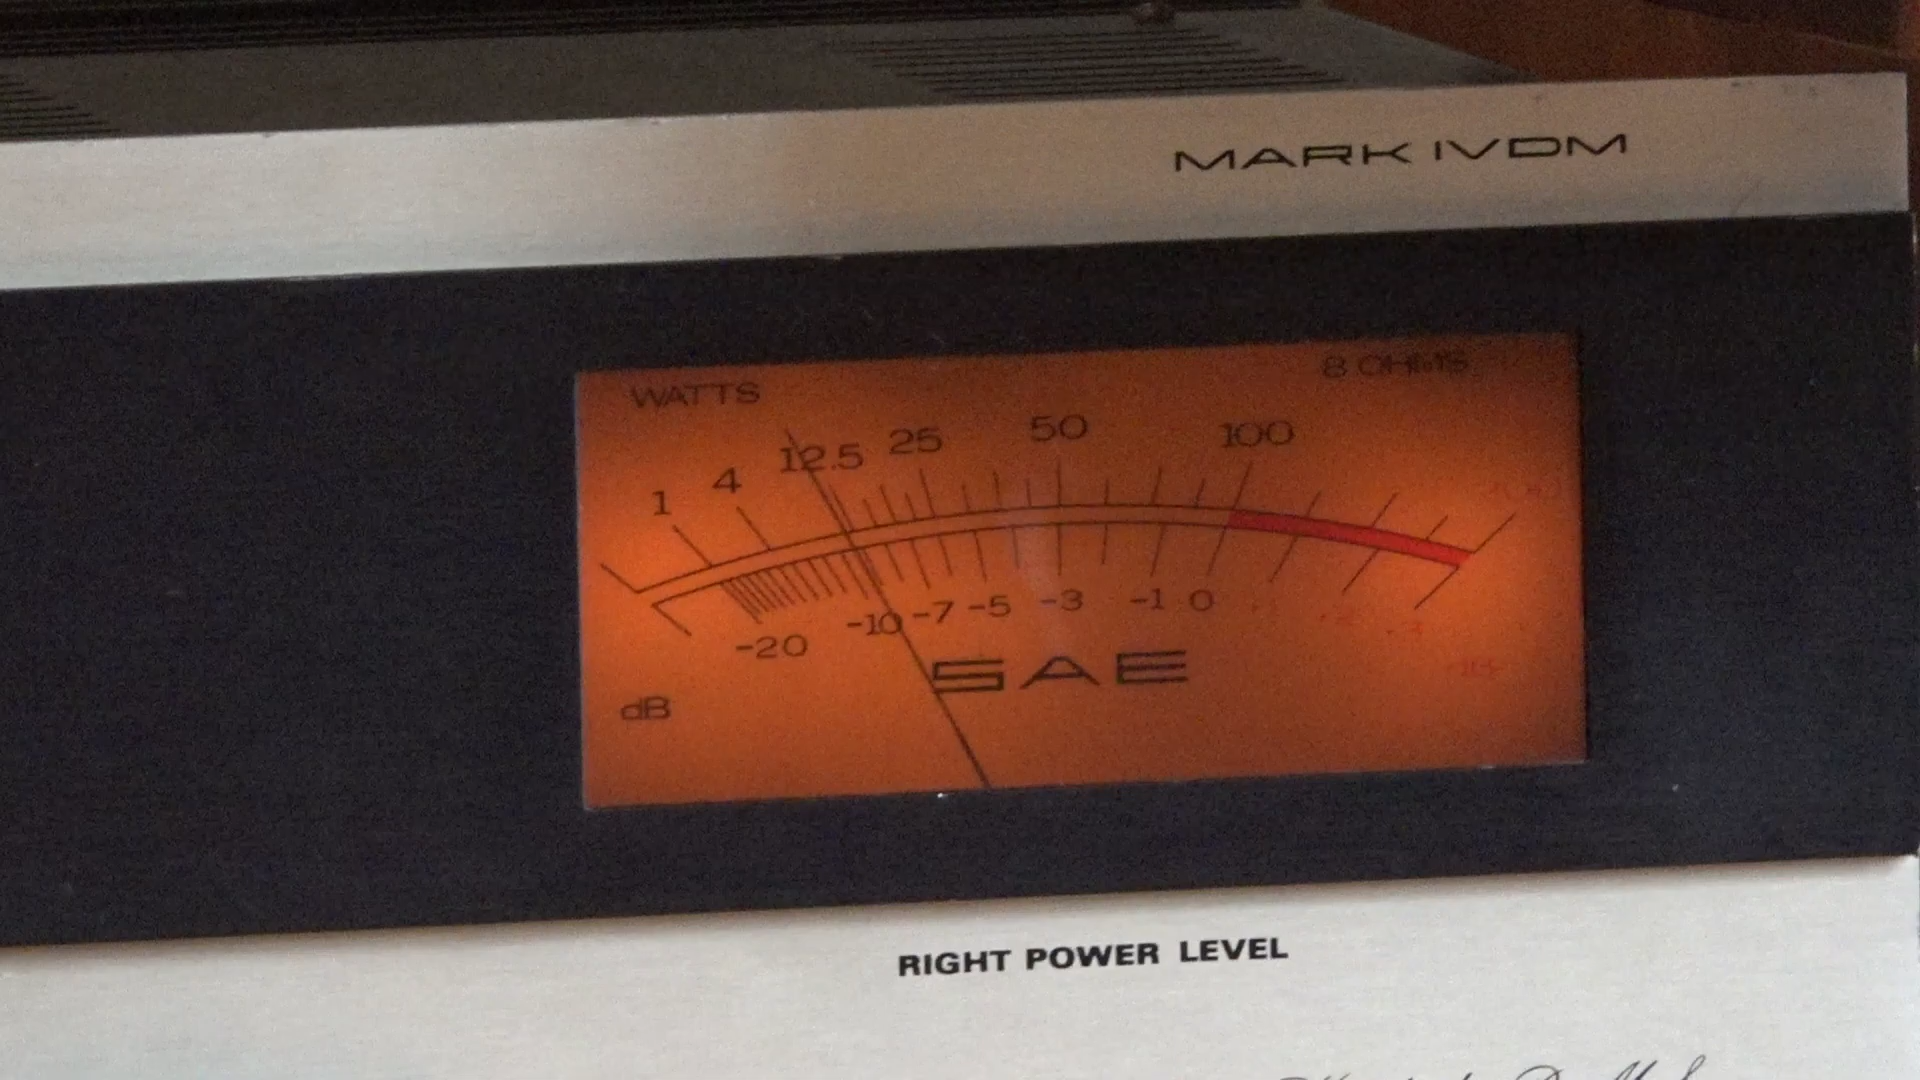 MARK IVDM
WATTS
8 OHMS
1 4 12.5 25 50 100
-20 -10 -7 -5 -3 -1 0
SAE
dB
RIGHT POWER LEVEL